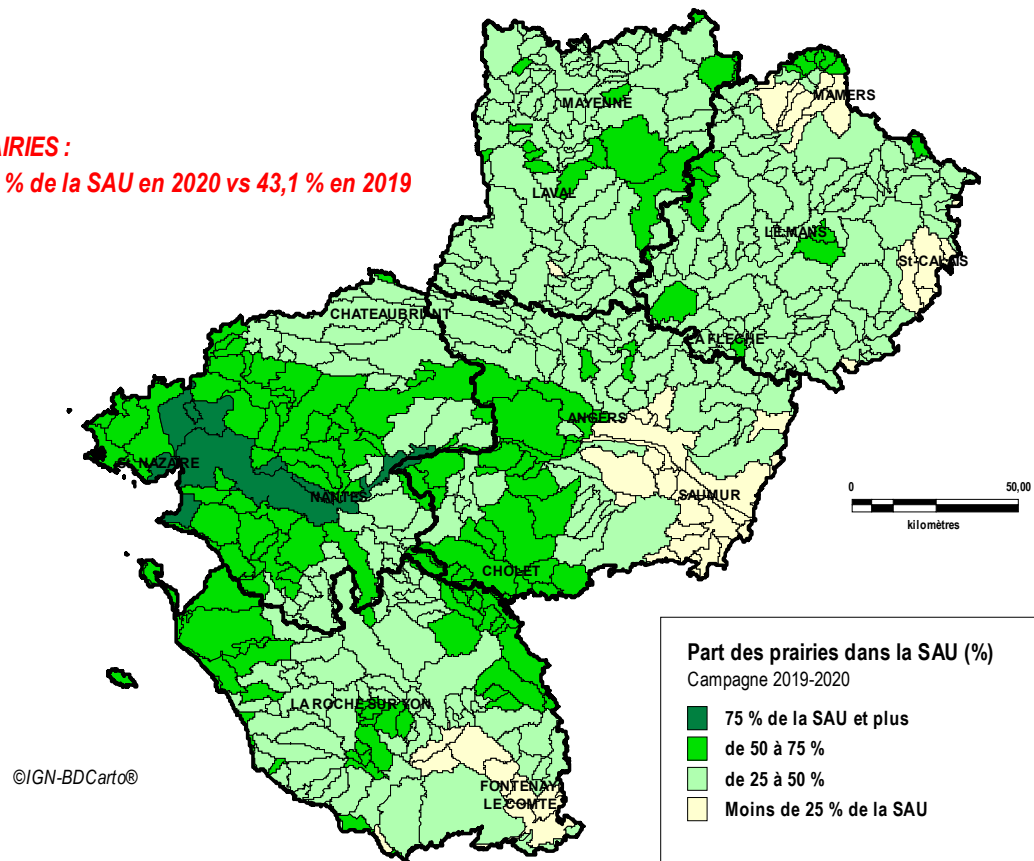 AIRIES :
% de la SAU en 2020 vs 43,1 % en 2019
MAYENNE
MAMERS
LAVAL
LE MANS
St-CALAIS
CHATEAUBRIANT
A FLECHE
ANGERS
St NAZAIRE
NANTES
SAUMUR
CHOLET
LA ROCHE SUR YON
FONTENAY
LE COMTE
0 50,00
kilomètres
Part des prairies dans la SAU (%)
Campagne 2019-2020
75 % de la SAU et plus
de 50 à 75 %
de 25 à 50 %
Moins de 25 % de la SAU
©IGN-BDCarto®